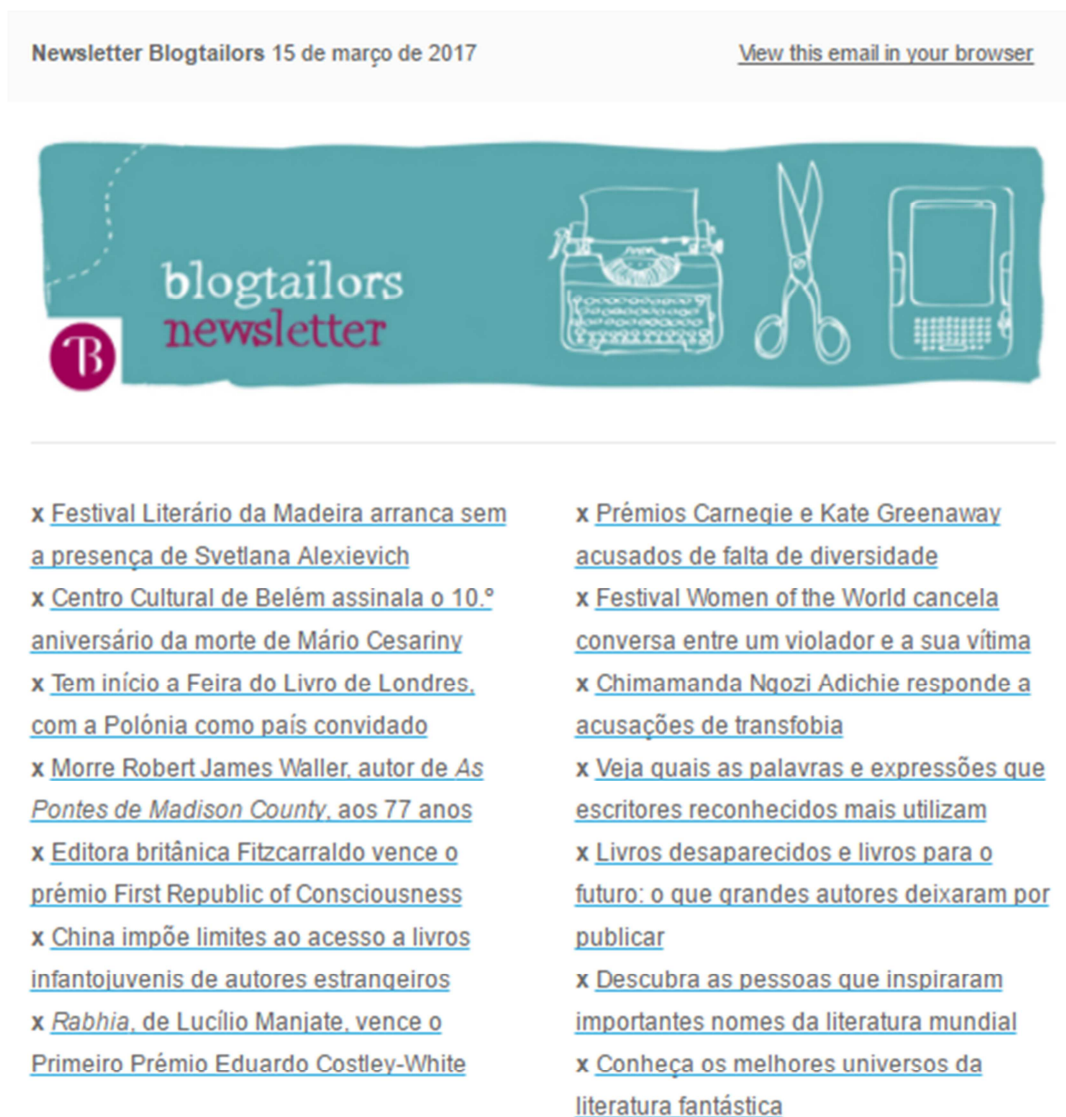 Newsletter Blogtailors 15 de março de 2017
View this email in your browser
blogtailors
newsletter
TB
x Festival Literário da Madeira arranca sem
a presença de Svetlana Alexievich
x Centro Cultural de Belém assinala o 10.º
aniversário da morte de Mário Cesariny
x Tem início a Feira do Livro de Londres,
com a Polónia como país convidado
x Morre Robert James Waller, autor de As
Pontes de Madison County, aos 77 anos
x Editora britânica Fitzcarraldo vence o
prémio First Republic of Consciousness
x China impõe limites ao acesso a livros
infantojuvenis de autores estrangeiros
x Rabhia, de Lucílio Manjate, vence o
Primeiro Prémio Eduardo Costley-White
x Prémios Carnegie e Kate Greenaway
acusados de falta de diversidade
x Festival Women of the World cancela
conversa entre um violador e a sua vítima
x Chimamanda Ngozi Adichie responde a
acusações de transfobia
x Veja quais as palavras e expressões que
escritores reconhecidos mais utilizam
x Livros desaparecidos e livros para o
futuro: o que grandes autores deixaram por
publicar
x Descubra as pessoas que inspiraram
importantes nomes da literatura mundial
x Conheça os melhores universos da
literatura fantástica